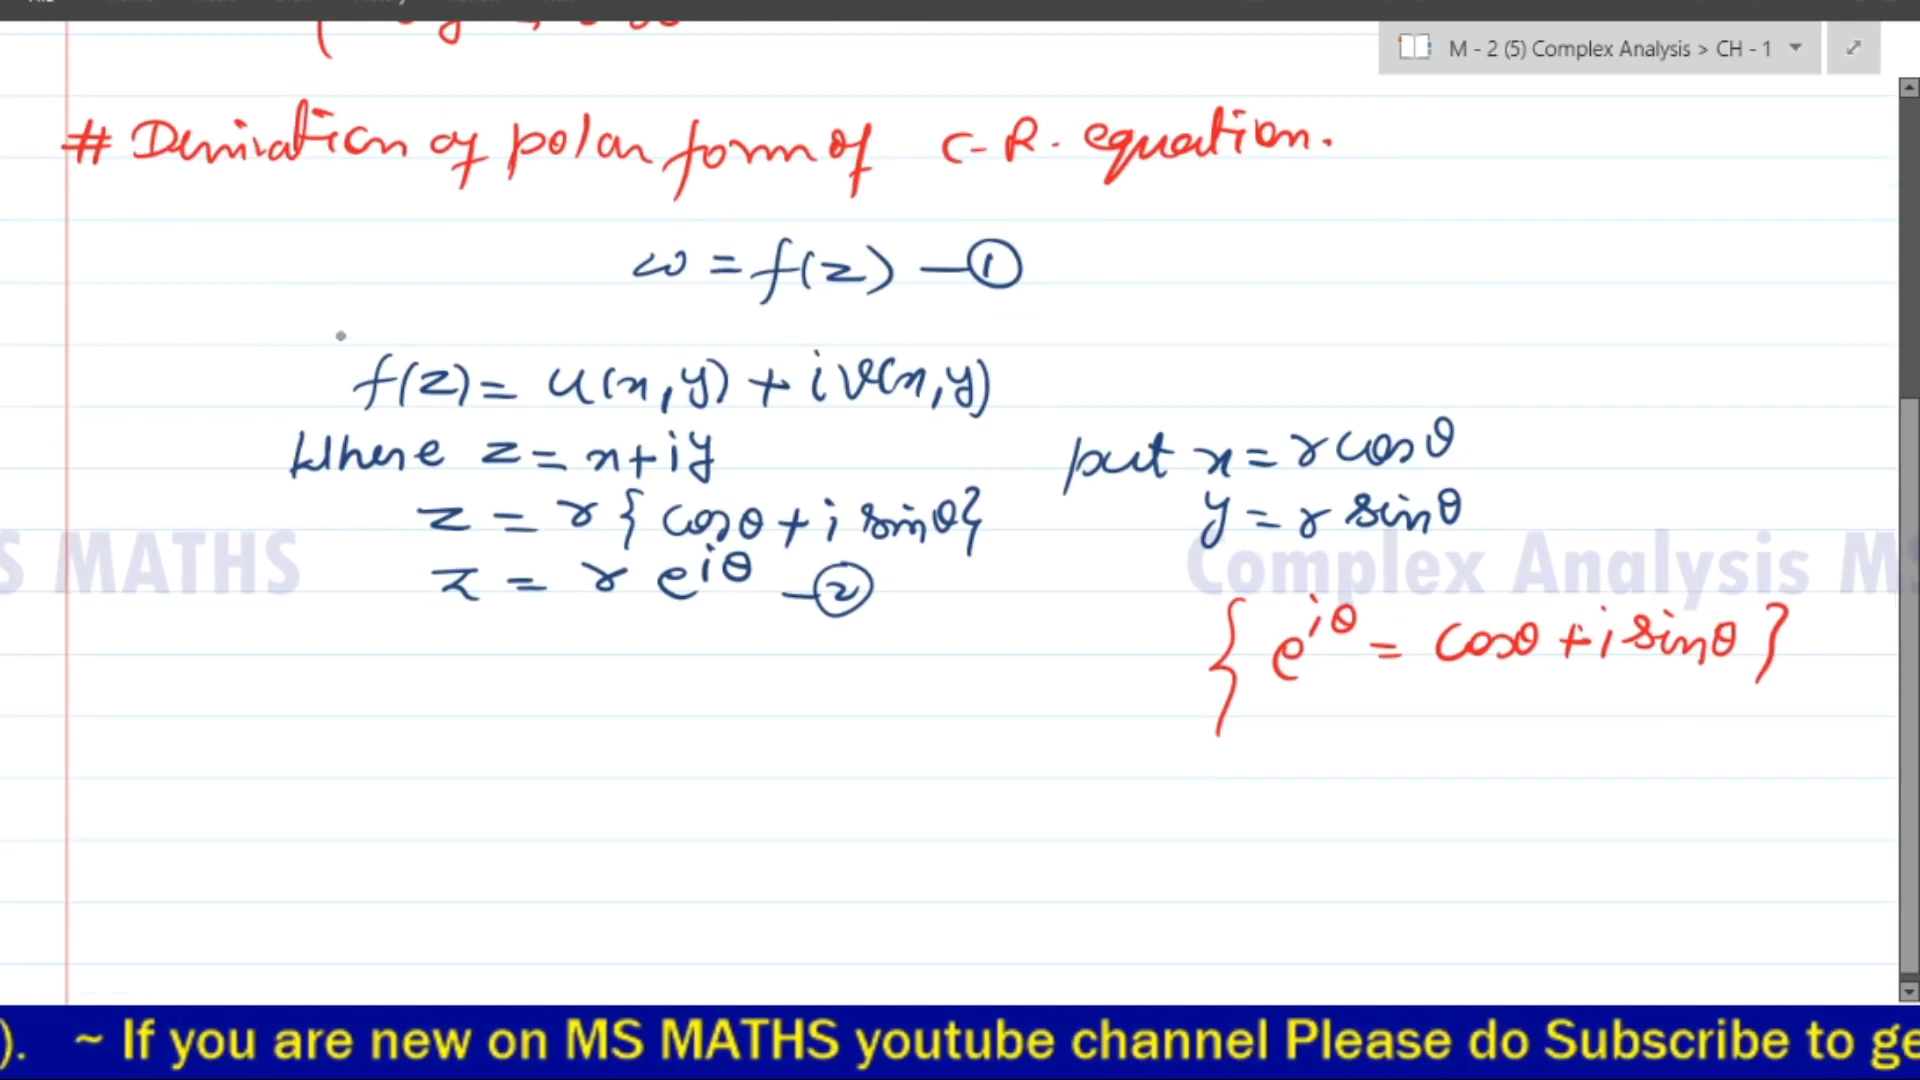 M - 2 (5) Complex Analysis > CH - 1
# Derivation of polar form of C-R. equation.
w = f(z) — ①
f(z) = u(x,y) + iv(x,y)
Where z = x+iy
put x = r cosθ
z = r { cosθ + i sinθ}
y = r sinθ
z = r e^{iθ} — ②
S MATHS
Complex Analysis MS
{ e^{iθ} = cosθ + i sinθ }
). ~ If you are new on MS MATHS youtube channel Please do Subscribe to ge